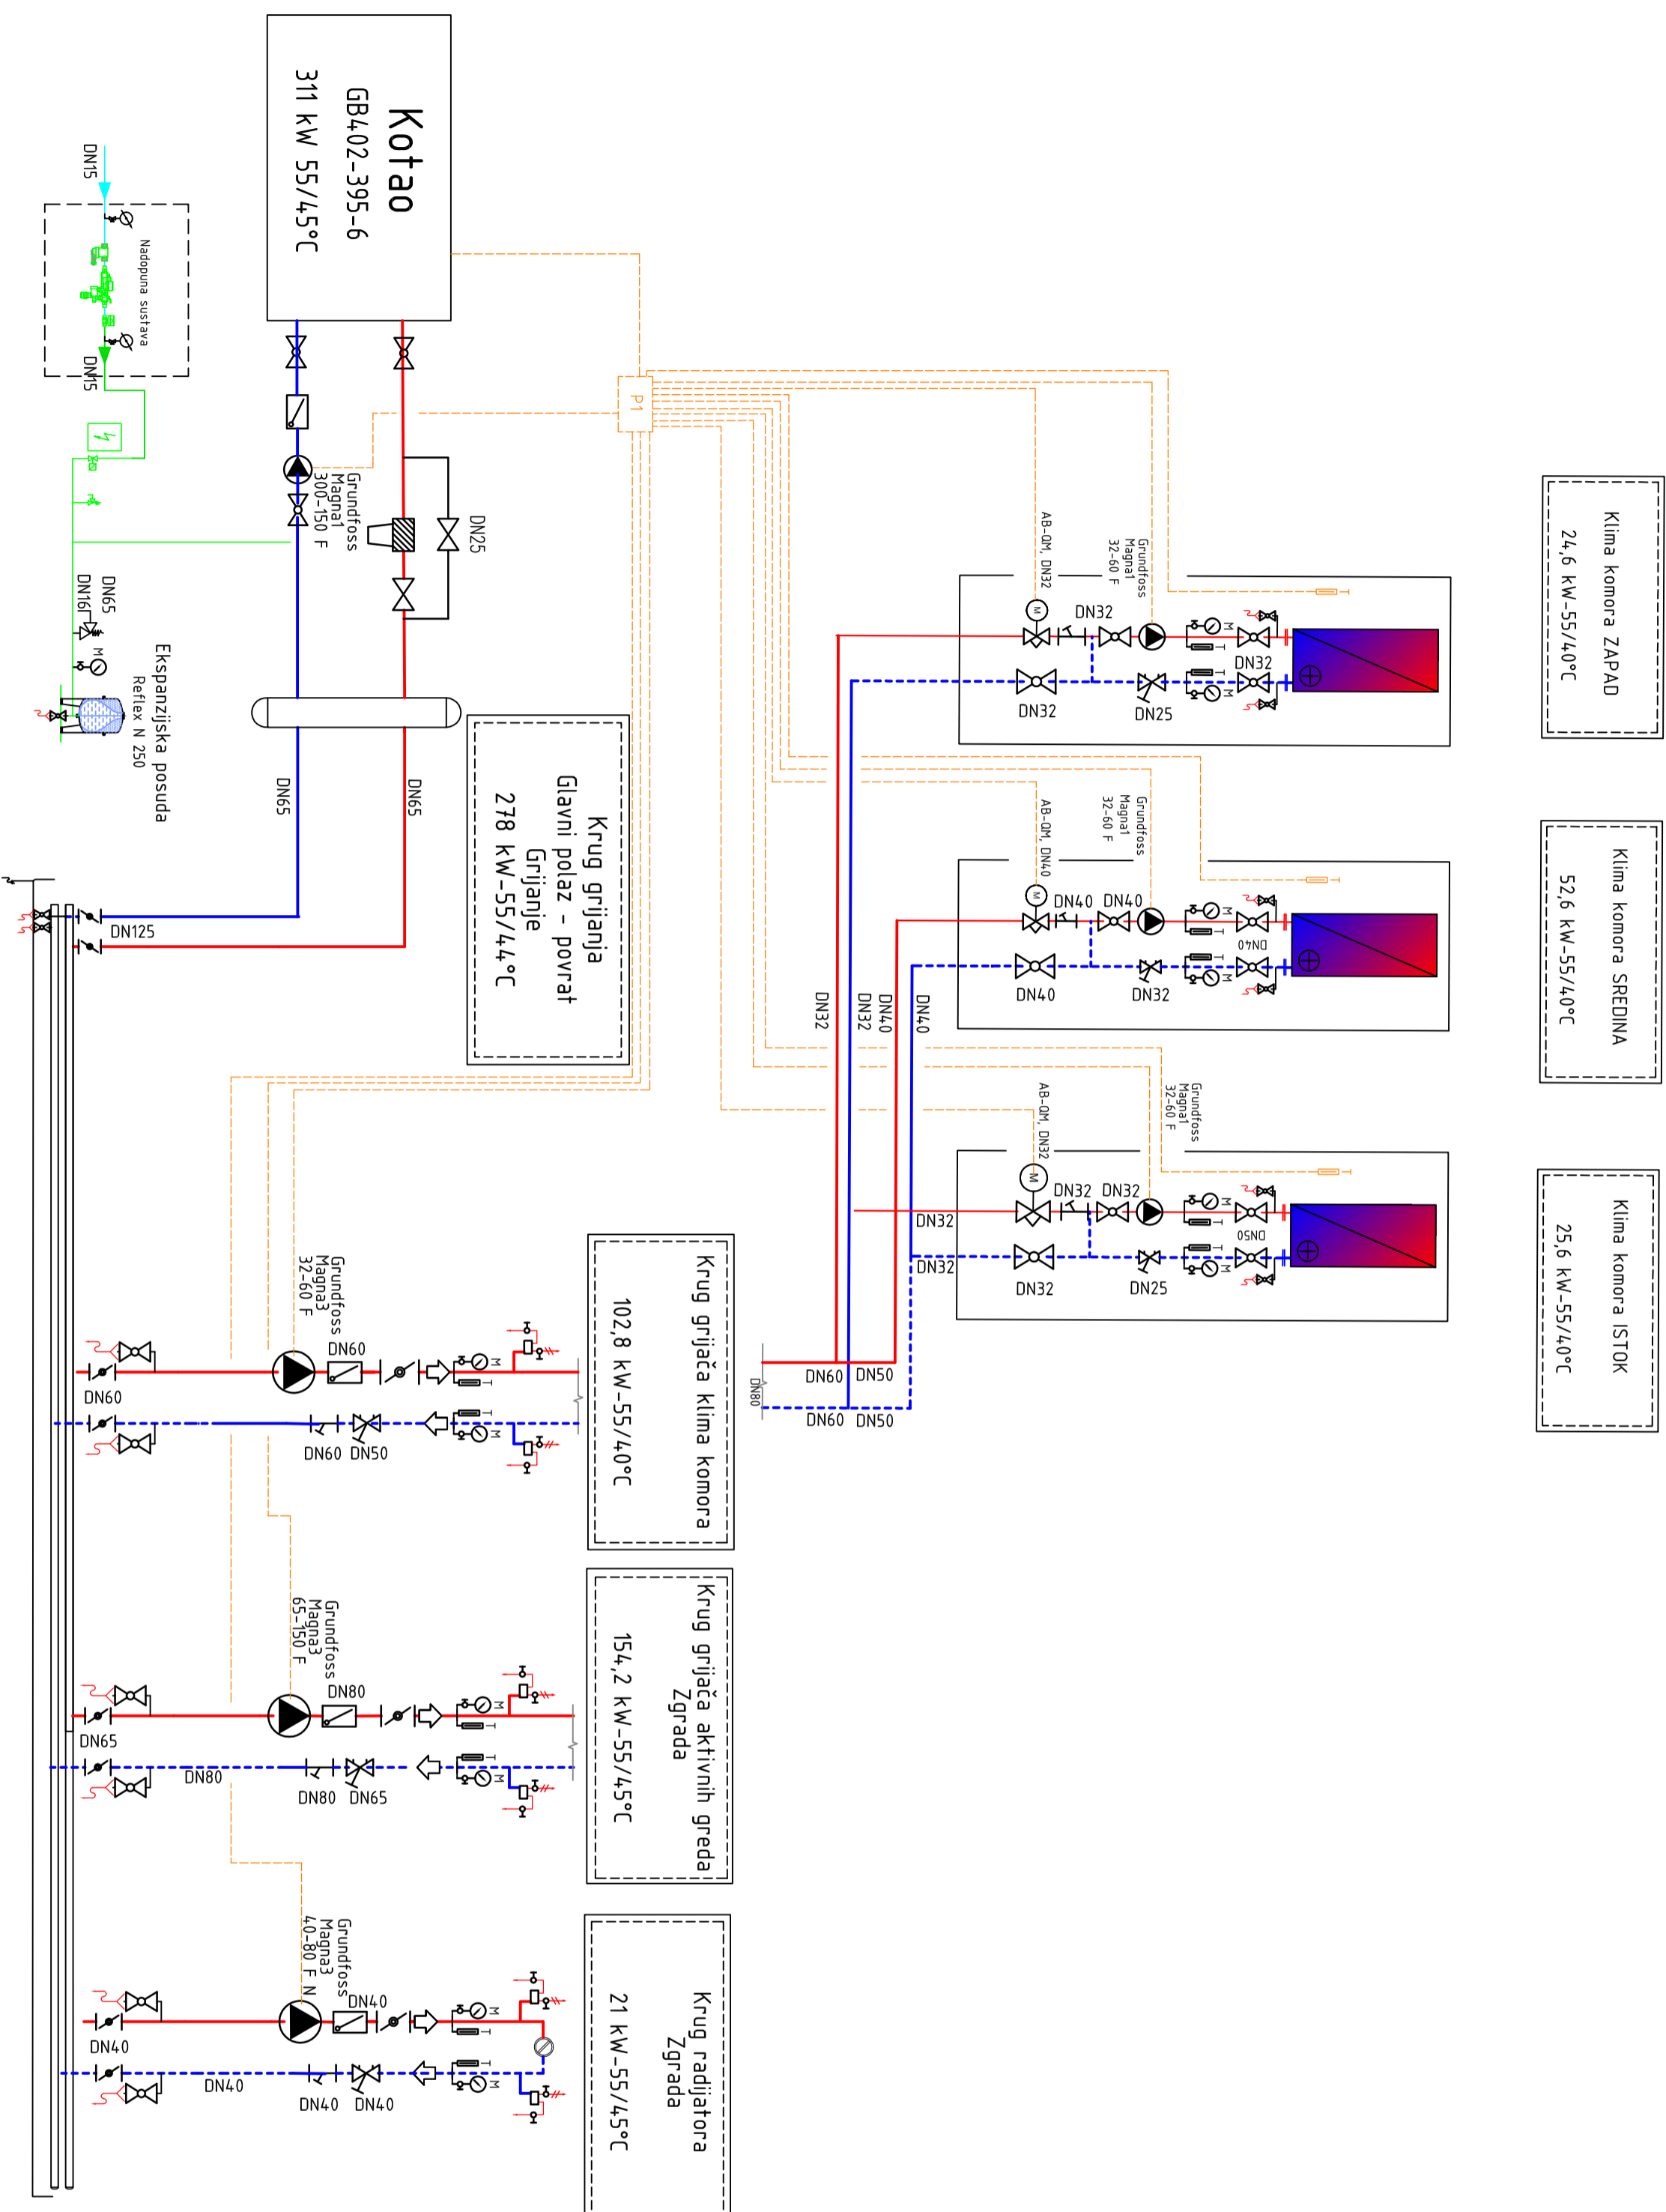 Kotao
GB402-395-6
311 kW 55/45°C
DN15
Nadopuna sustava
DN15
Grundfoss
Magna1
300-150 F
DN25
DN65
DN16
M
Ekspanzijska posuda
Reflex N 250
DN65
DN65
DN125
P1
Krug grijanja
Glavni polaz - povrat
Grijanje
278 kW-55/44°C
Klima komora ZAPAD
24,6 kW-55/40°C
AB-QM, DN32
Grundfoss
Magna1
32-60 F
M
DN32
M
T
DN32
T
M
DN32
DN25
Klima komora SREDINA
52,6 kW-55/40°C
AB-QM, DN40
Grundfoss
Magna1
32-60 F
M
DN40
DN40
M
T
DN40
T
M
DN40
DN32
Klima komora ISTOK
25,6 kW-55/40°C
AB-QM, DN32
Grundfoss
Magna1
32-60 F
M
DN32
DN32
M
T
DN50
T
M
DN32
DN25
DN32
DN32
DN40
DN40
DN32
DN32
DN60
DN50
DN80
DN60
DN50
Krug grijača klima komora
102,8 kW-55/40°C
Grundfoss
Magna3
32-60 F
DN60
M
T
DN60
T
M
DN60
DN50
Krug grijača aktivnih greda
Zgrada
154,2 kW-55/45°C
Grundfoss
Magna3
65-150 F
DN80
M
T
DN65
T
M
DN80
DN80
DN65
Krug radijatora
Zgrada
21 kW-55/45°C
Grundfoss
Magna3
40-80 F N
DN40
M
T
DN40
T
M
DN40
DN40
DN40